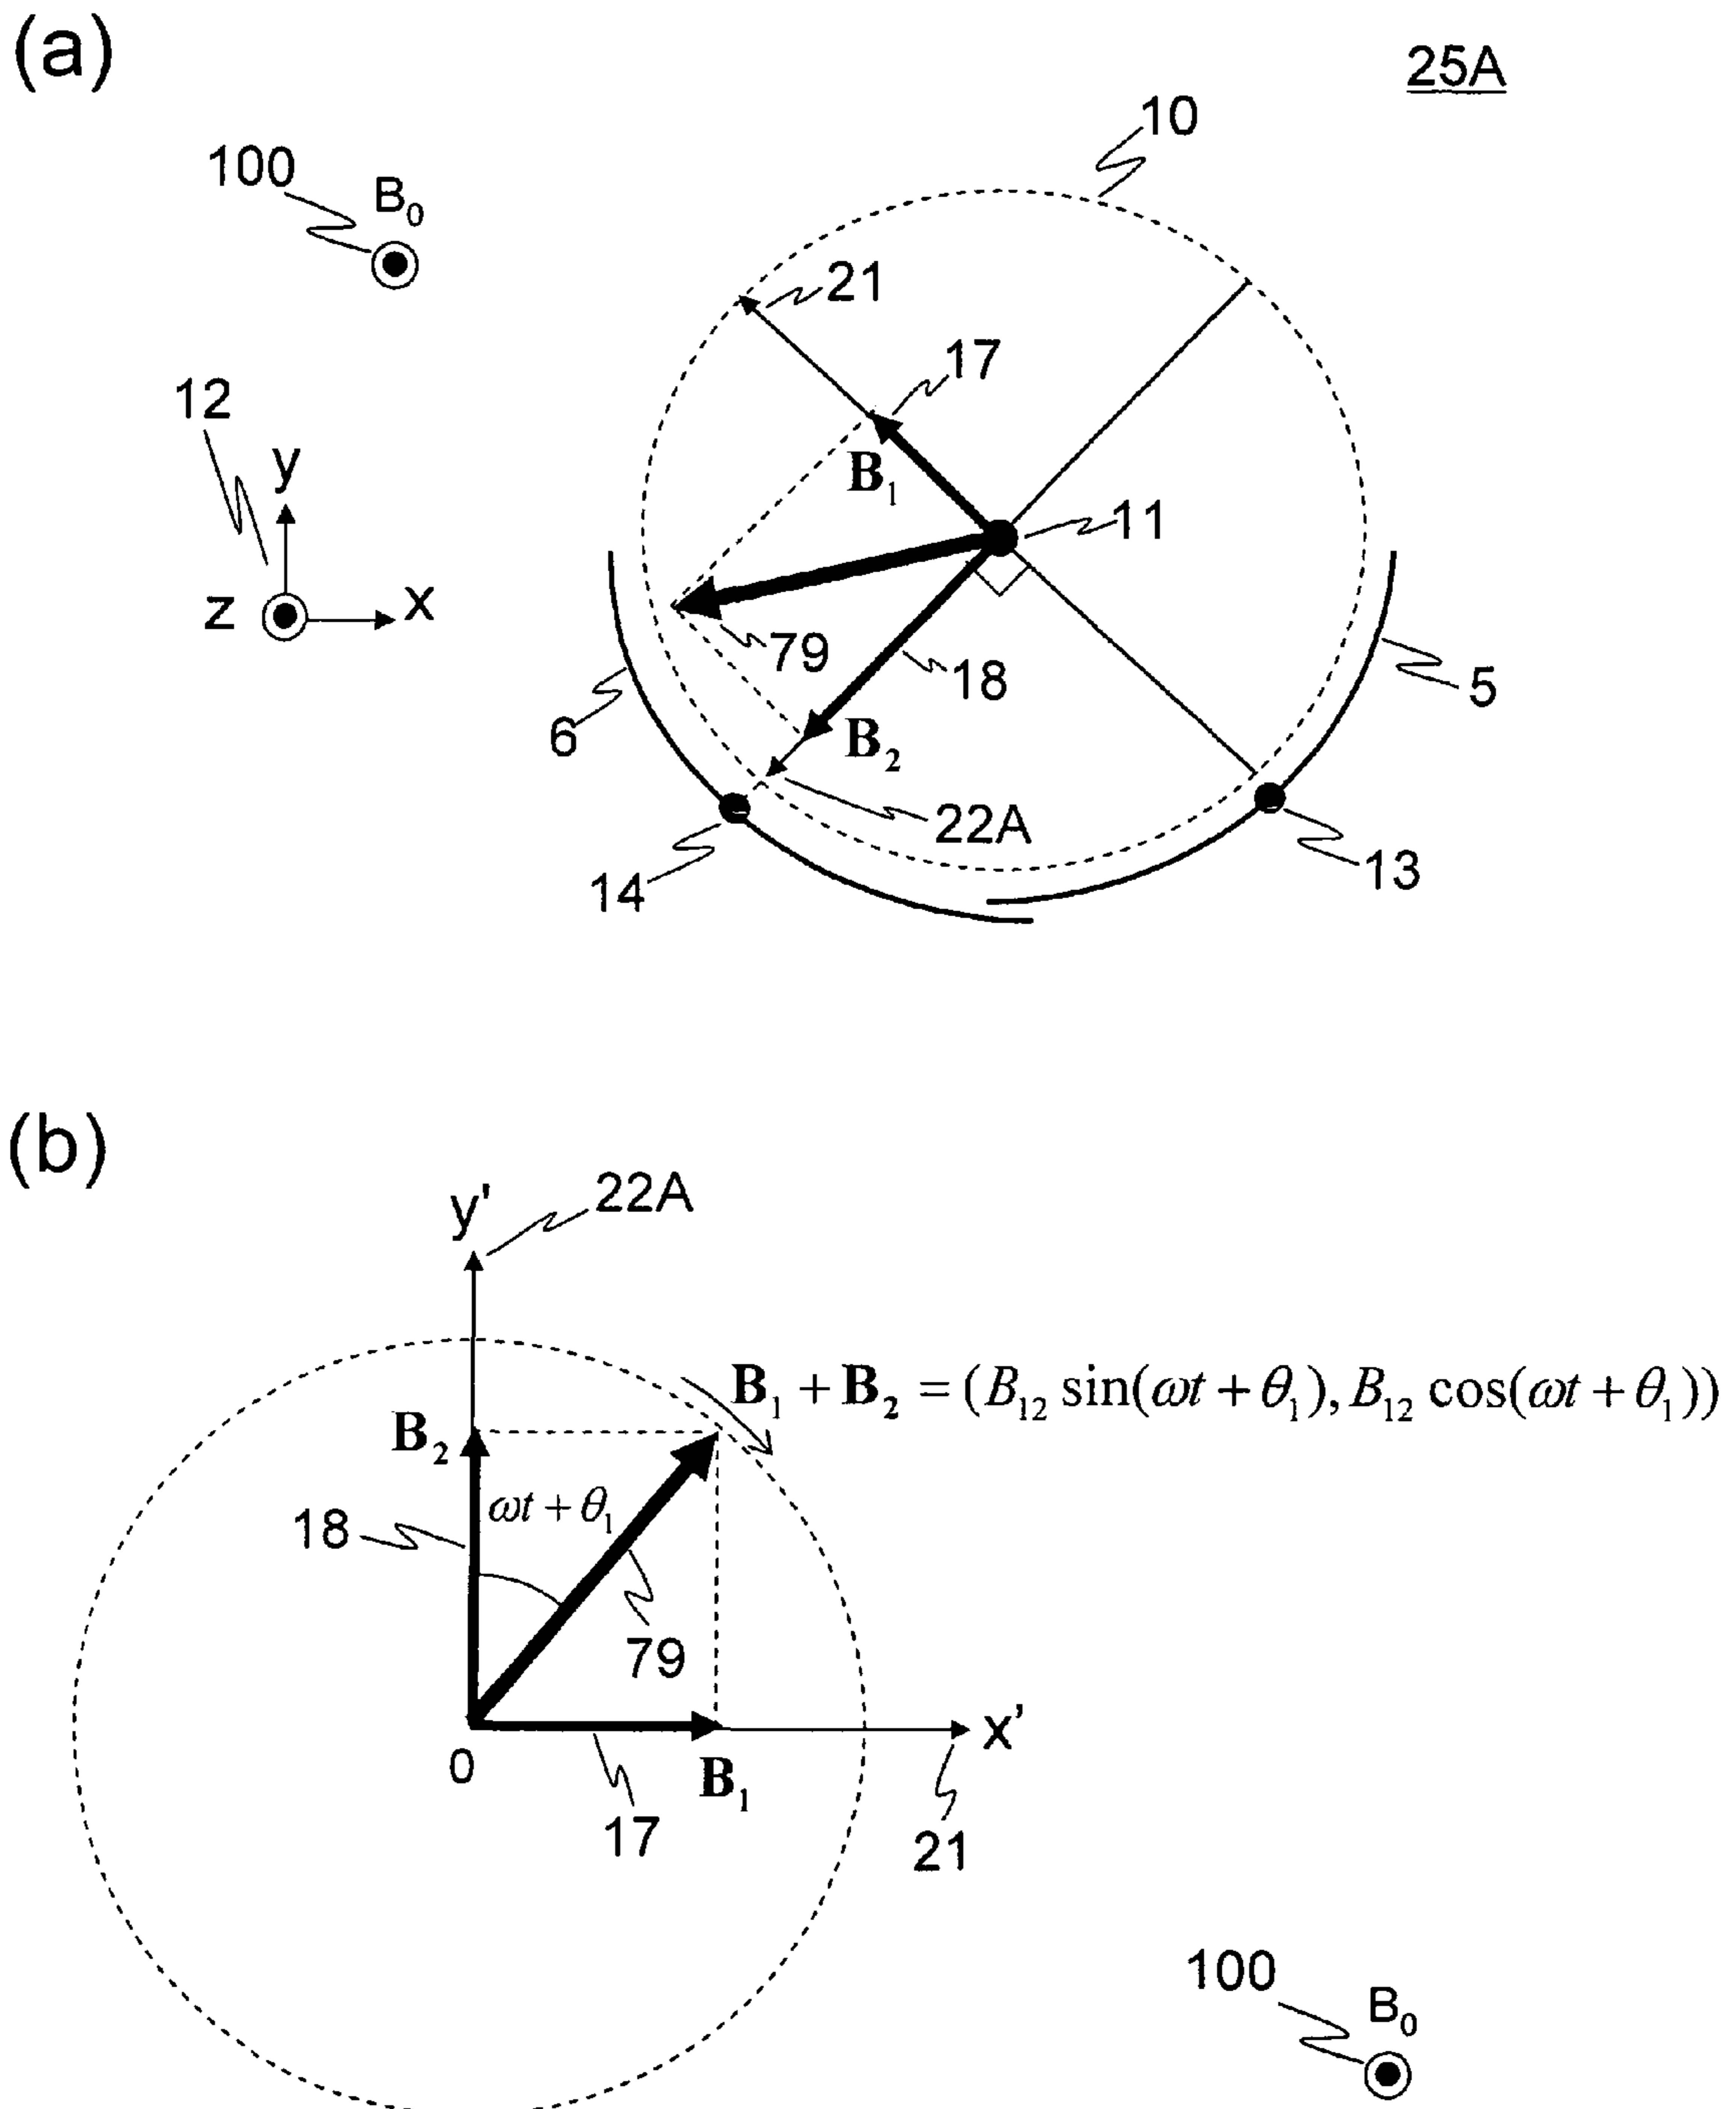 (a)
25A
10
100
B₀
21
17
12
y
B₁
11
z
x
79
18
5
6
B₂
22A
14
13
(b)
22A
y'
B₁ + B₂ = (B₁₂ sin(ωt + θ₁), B₁₂ cos(ωt + θ₁))
B₂
ωt + θ₁
18
79
x'
0
B₁
17
21
100
B₀